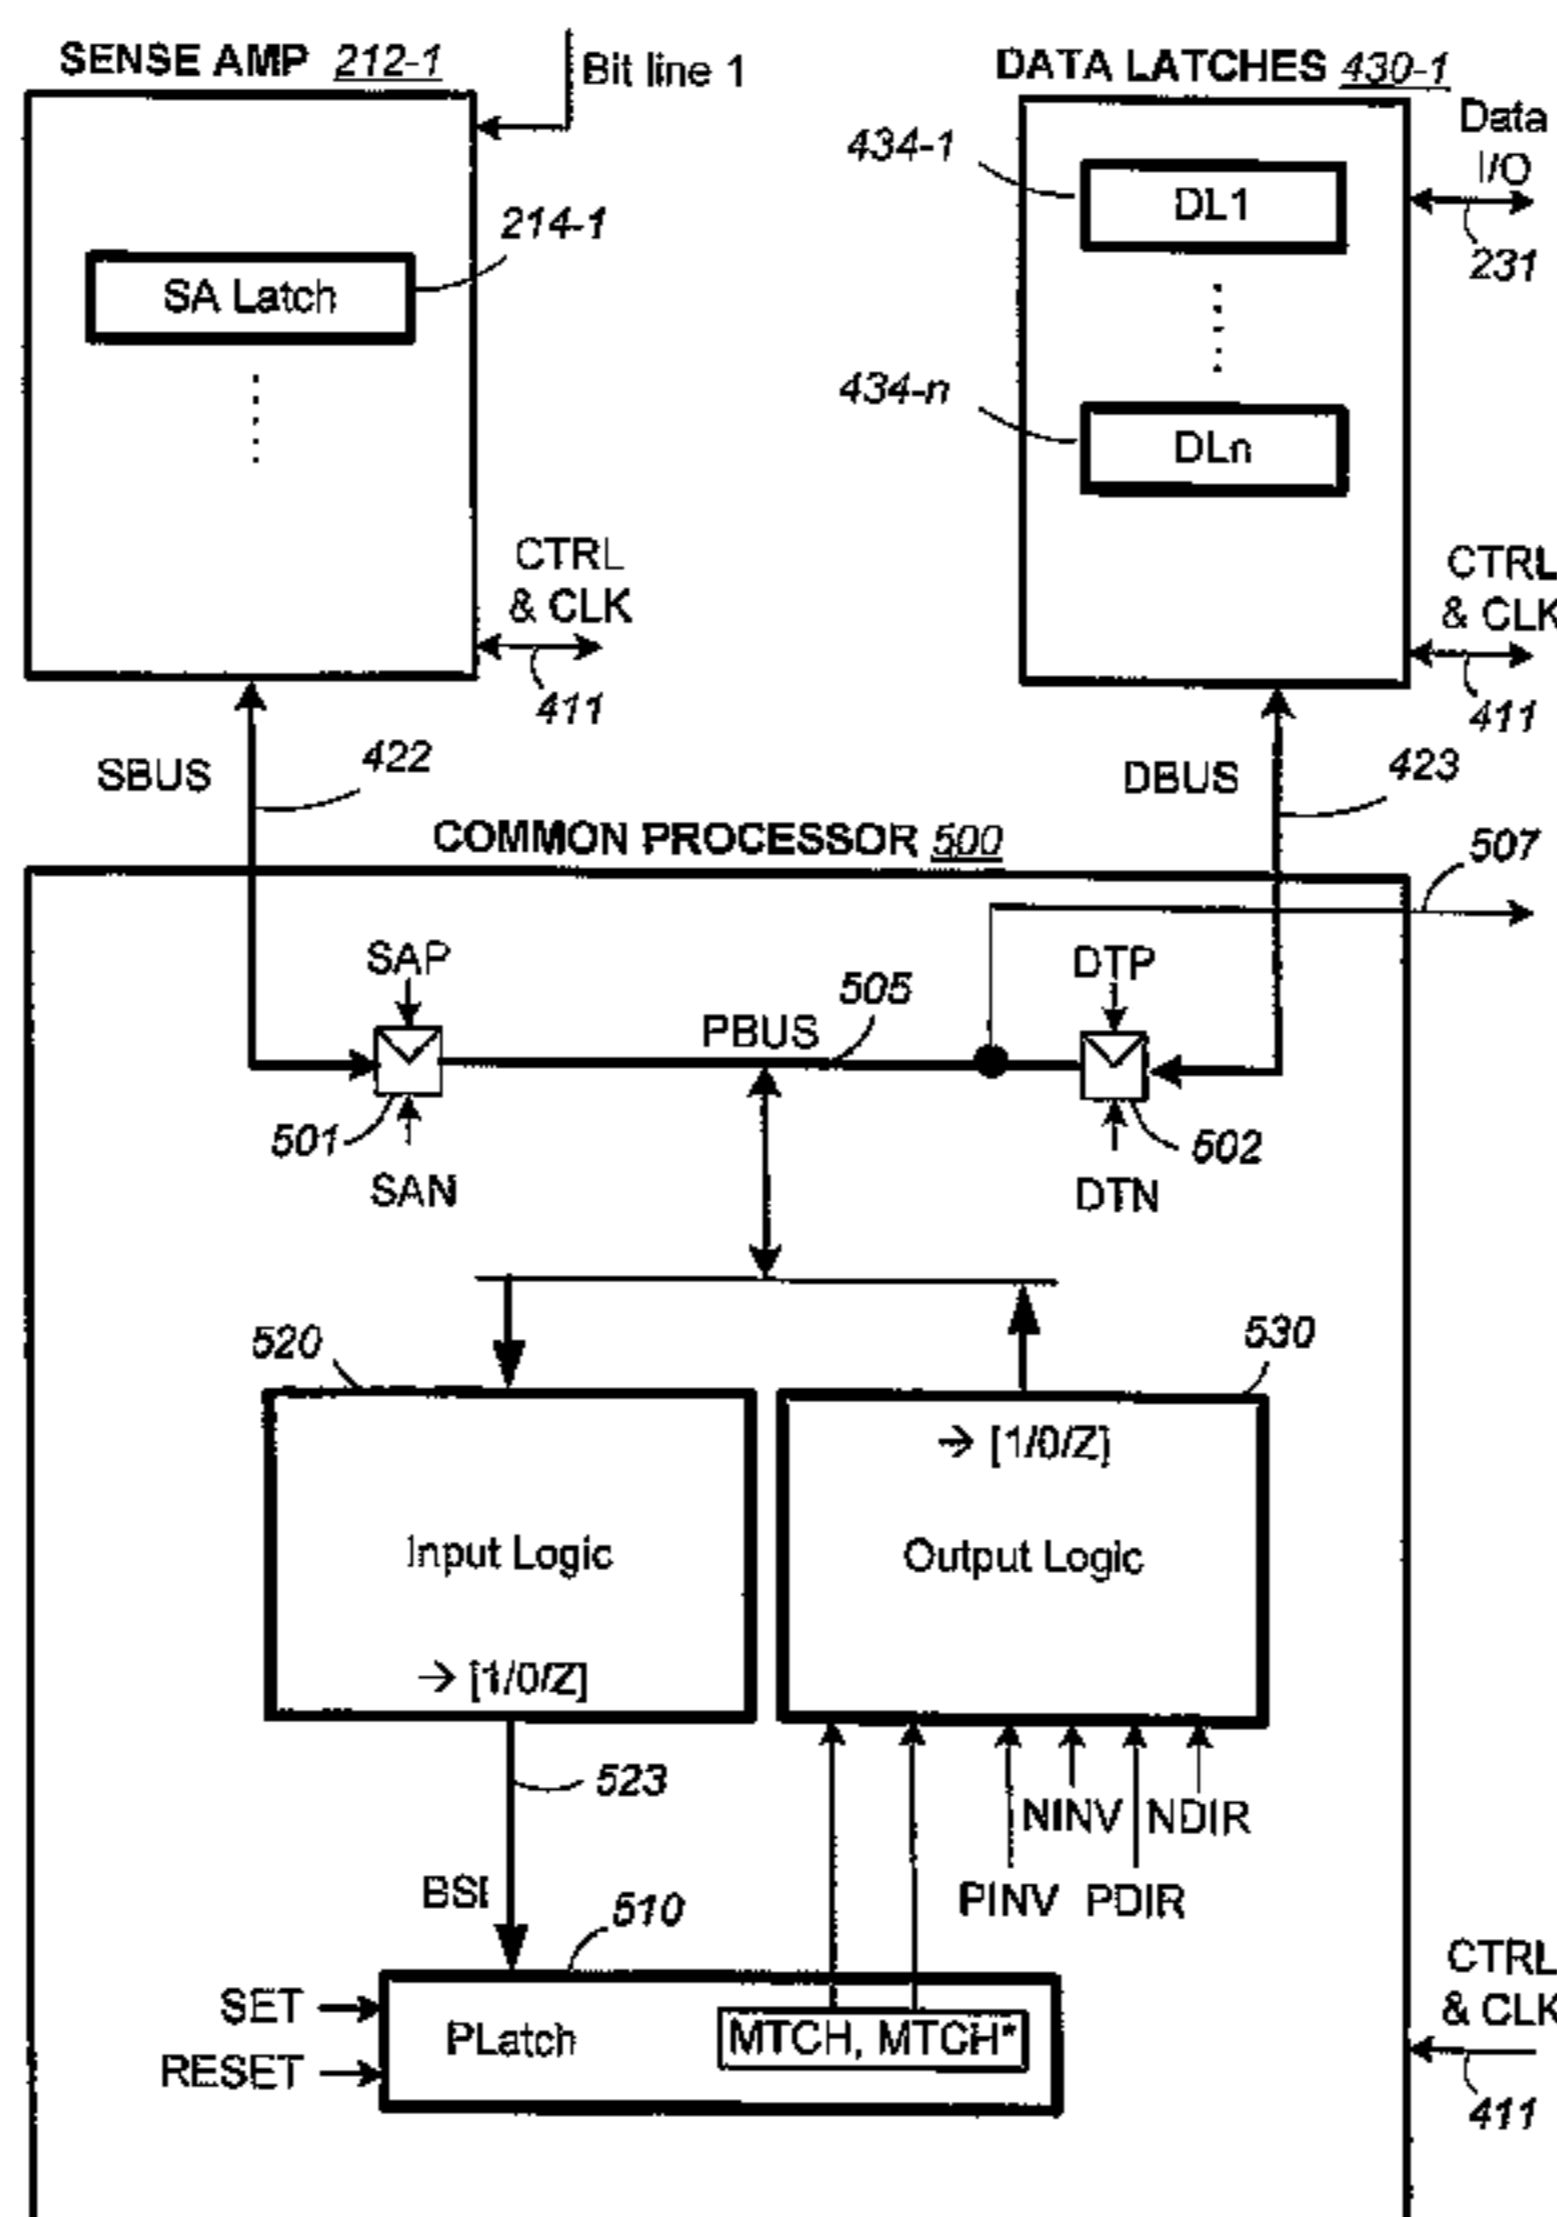 SENSE AMP 212-1
Bit line 1
DATA LATCHES 430-1
Data
I/O
434-1
DL1
231
214-1
SA Latch
434-n
DLn
CTRL
& CLK
411
CTRL
& CLK
411
SBUS
422
DBUS
423
COMMON PROCESSOR 500
507
SAP
DTP
PBUS
505
501
502
SAN
DTN
520
530
→ [1/0/Z]
Input Logic
Output Logic
→ [1/0/Z]
523
NINV
NDIR
BSI
PINV
PDIR
510
SET
RESET
PLatch
MTCH, MTCH*
CTRL
& CLK
411